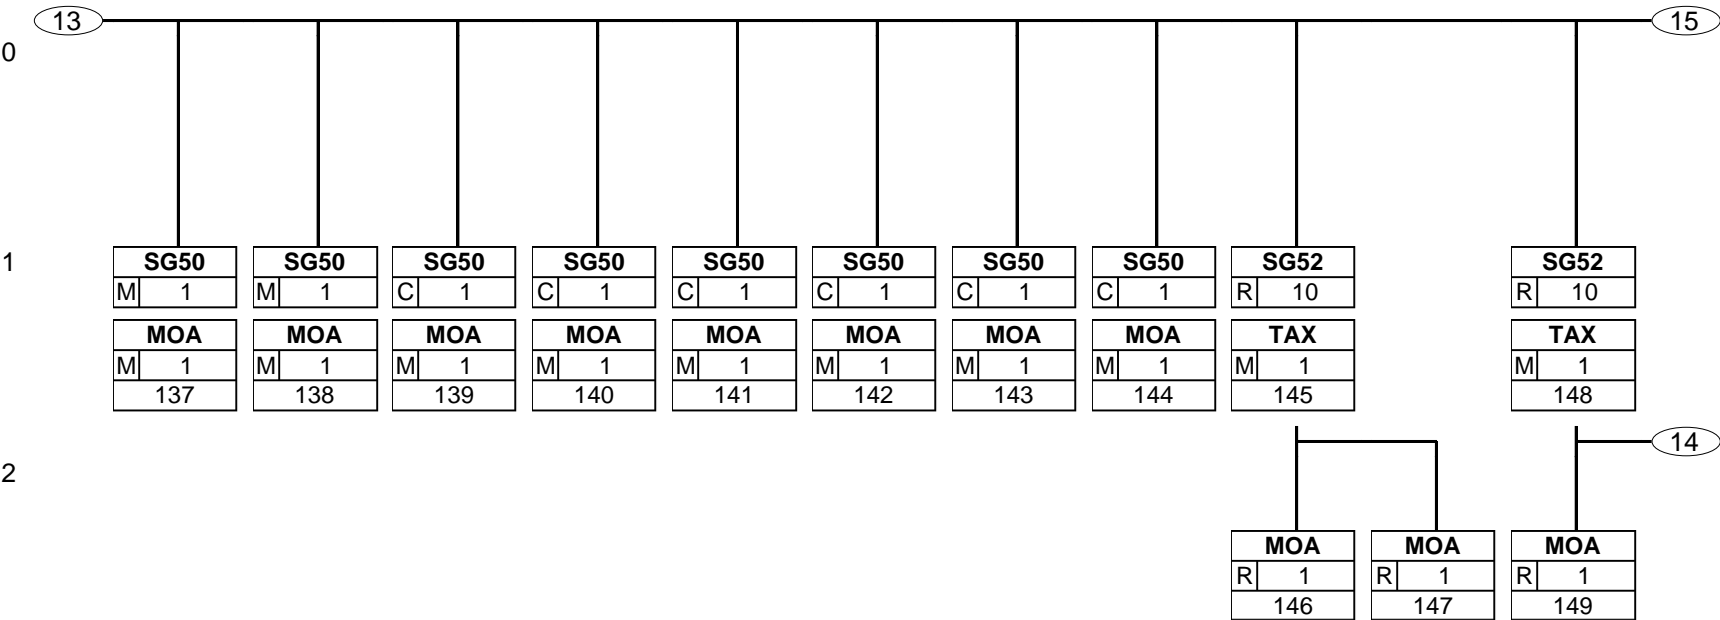 13 15
0
1
SG50 SG50 SG50 SG50 SG50 SG50 SG50 SG50 SG52 SG52
M 1 M 1 C 1 C 1 C 1 C 1 C 1 C 1 R 10 R 10
MOA MOA MOA MOA MOA MOA MOA MOA TAX TAX
M 1 M 1 M 1 M 1 M 1 M 1 M 1 M 1 M 1 M 1
137 138 139 140 141 142 143 144 145 148
14
2
MOA MOA MOA
R 1 R 1 R 1
146 147 149